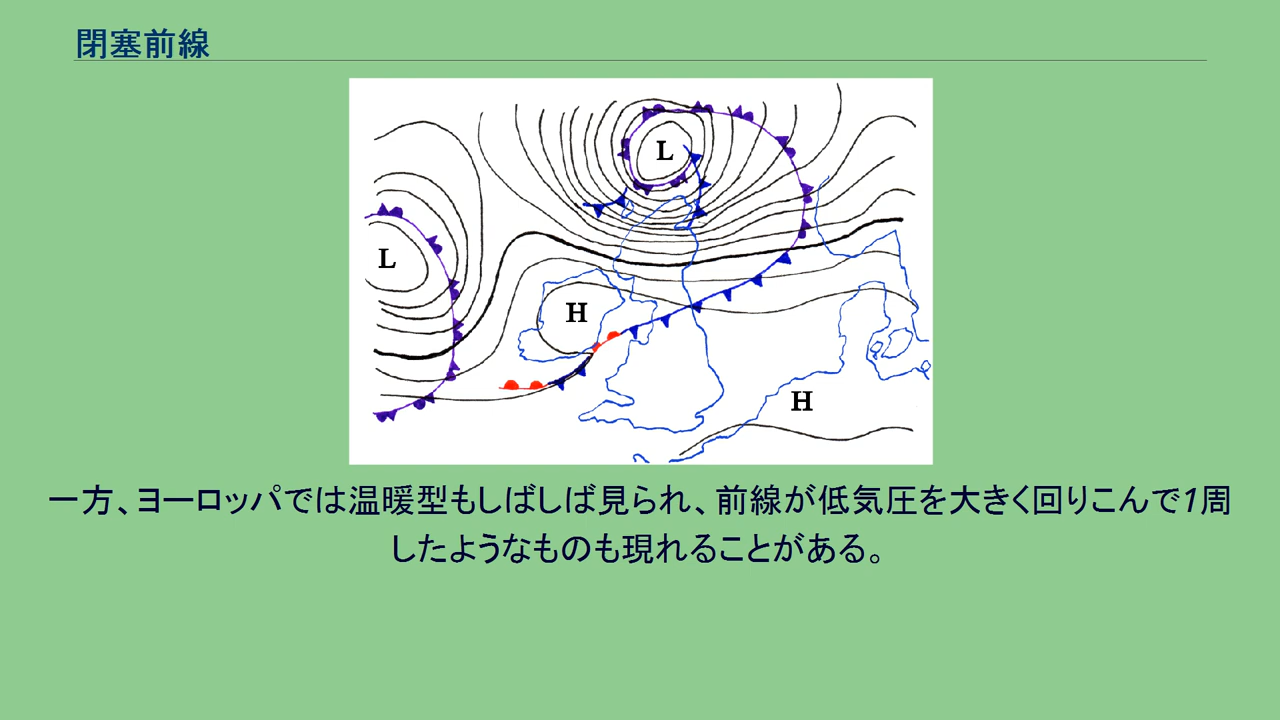 閉塞前線
L
L
H
H
一方、ヨーロッパでは温暖型もしばしば見られ、前線が低気圧を大きく回りこんで1周
したようなものも現れることがある。